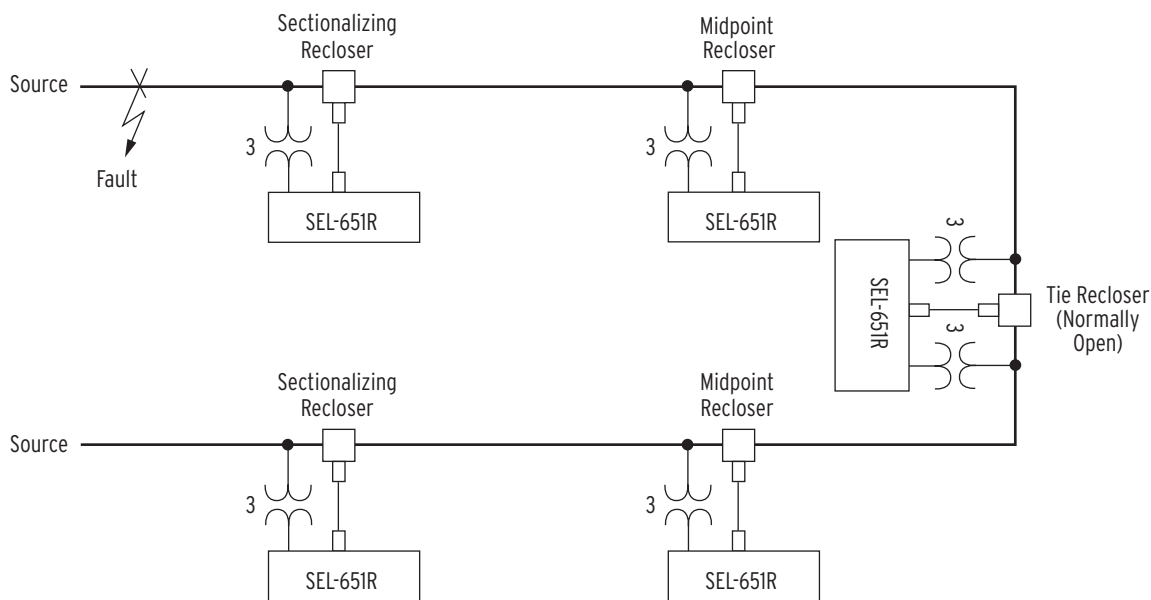 Sectionalizing
Recloser
Midpoint
Recloser
Source
3
3
Fault
SEL-651R
SEL-651R
3
SEL-651R
3
Tie Recloser
(Normally
Open)
Sectionalizing
Recloser
Midpoint
Recloser
Source
3
3
SEL-651R
SEL-651R